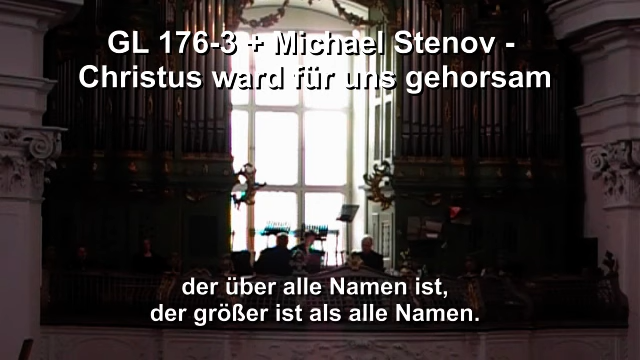 GL 176-3 + Michael Stenov -
Christus ward für uns gehorsam
der über alle Namen ist,
der größer ist als alle Namen.